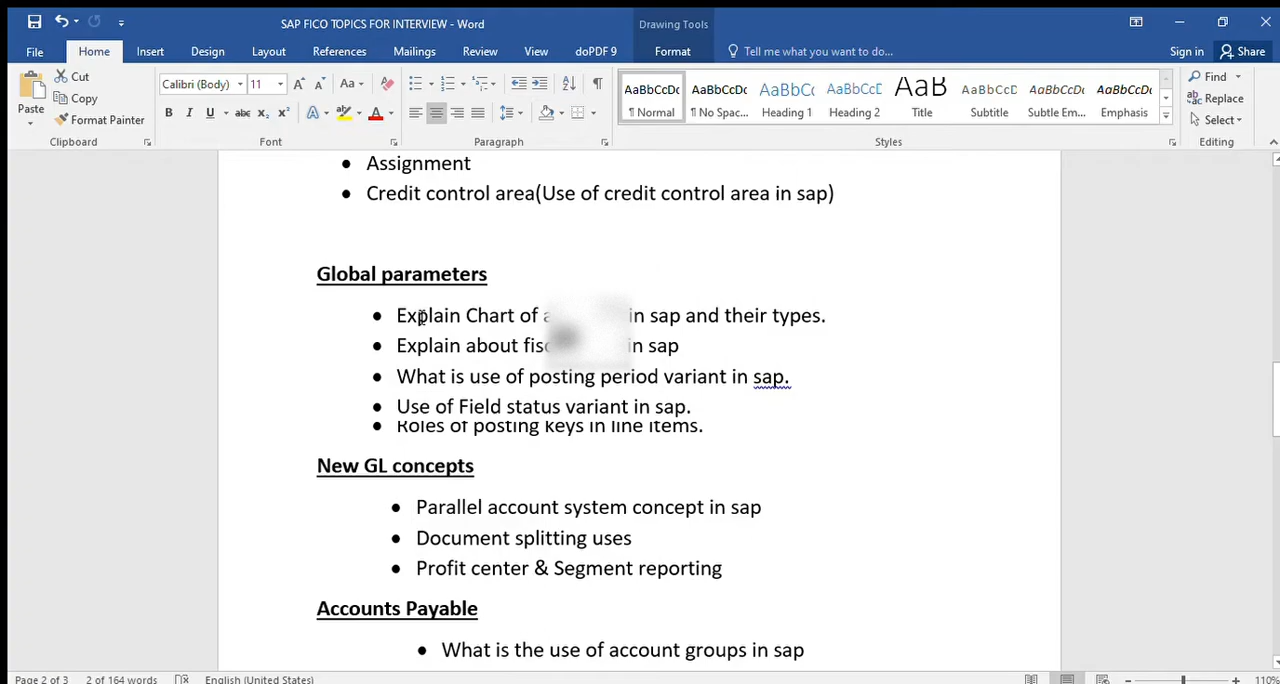 SAP FICO TOPICS FOR INTERVIEW - Word
Drawing Tools
File Home Insert Design Layout References Mailings Review View doPDF 9 Format Tell me what you want to do... Sign in Share
Paste
Cut
Copy
Format Painter
Clipboard
Calibri (Body) 11
Font
Paragraph
AaBbCcDc AaBbCcDc AaBbC AaBbCcC AaB AaBbCcD AaBbCcDc AaBbCcDc
¶ Normal ¶ No Spac... Heading 1 Heading 2 Title Subtitle Subtle Em... Emphasis
Styles
Find
Replace
Select
Editing
• Assignment
• Credit control area(Use of credit control area in sap)
Global parameters
• Explain Chart of in sap and their types.
• Explain about in sap
• What is use of posting period variant in sap.
• Use of Field status variant in sap.
• Roles of posting keys in line items.
New GL concepts
• Parallel account system concept in sap
• Document splitting uses
• Profit center & Segment reporting
Accounts Payable
• What is the use of account groups in sap
Page 2 of 3 2 of 164 words English (United States) 110%